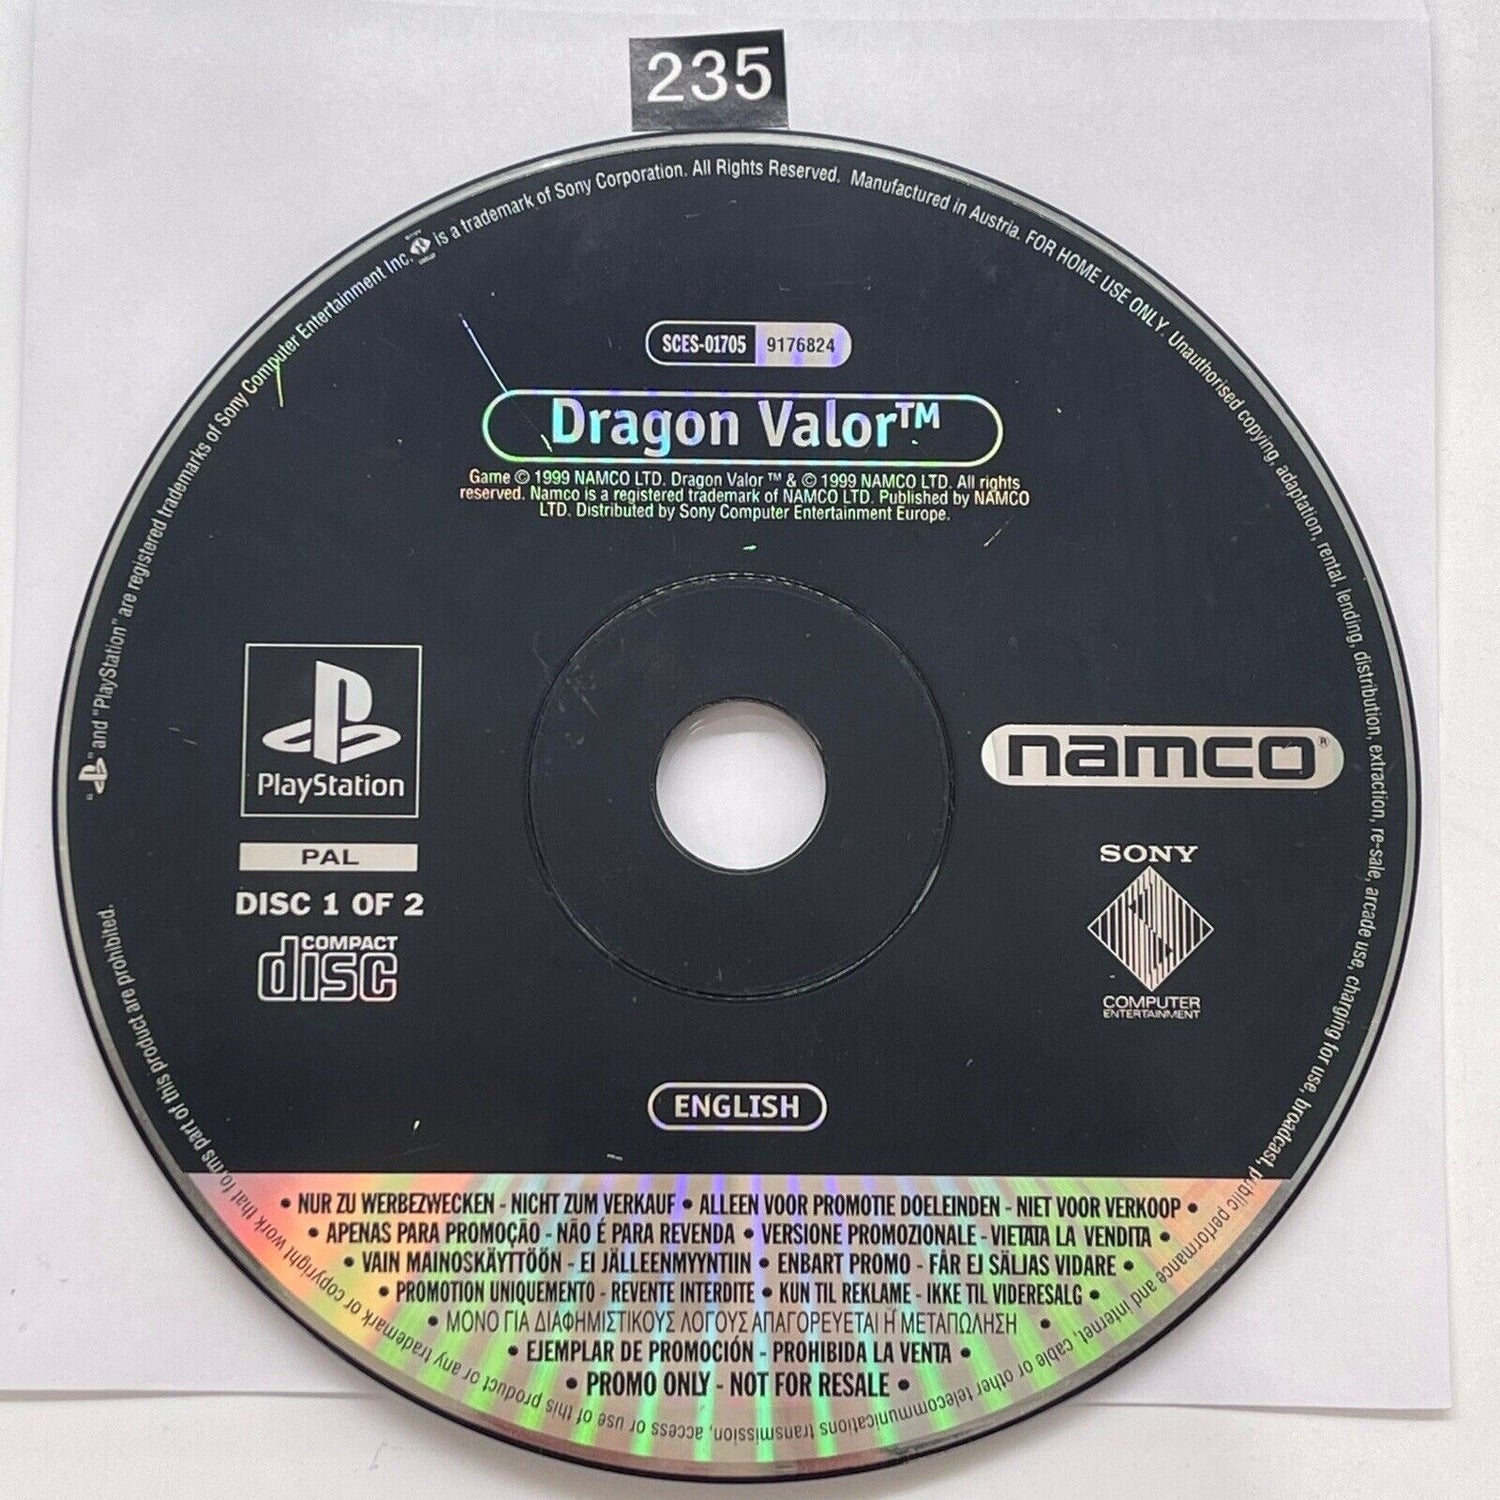 235
is a trademark of Sony Corporation. All Rights Reserved. Manufactured in Austria. FOR HOME USE ONLY. Unauthorised copying, adaptation, rental, lending, distribution, extraction, re-sale, arcade use, charging for use, broadcast, public performance and internet, cable or other telecommunications transmission, access or use of this product or any trademark or copyright work that forms part of this product are prohibited.
" " and "PlayStation" are registered trademarks of Sony Computer Entertainment Inc.
SCES-01705 9176824
Dragon Valor™
Game © 1999 NAMCO LTD. Dragon Valor ™ & © 1999 NAMCO LTD. All rights
reserved. Namco is a registered trademark of NAMCO LTD. Published by NAMCO
LTD. Distributed by Sony Computer Entertainment Europe.
PlayStation
PAL
DISC 1 OF 2
COMPACT
disc
namco®
SONY
COMPUTER
ENTERTAINMENT
ENGLISH
• NUR ZU WERBEZWECKEN - NICHT ZUM VERKAUF • ALLEEN VOOR PROMOTIE DOELEINDEN - NIET VOOR VERKOOP •
• APENAS PARA PROMOÇÃO - NÃO É PARA REVENDA • VERSIONE PROMOZIONALE - VIETATA LA VENDITA •
• VAIN MAINOSKÄYTTÖÖN - EI JÄLLEENMYYNTIIN • ENBART PROMO - FÅR EJ SÄLJAS VIDARE •
• PROMOTION UNIQUEMENTO - REVENTE INTERDITE • KUN TIL REKLAME - IKKE TIL VIDERESALG •
• ΜΟΝΟ ΓΙΑ ΔΙΑΦΗΜΙΣΤΙΚΟΥΣ ΛΟΓΟΥΣ ΑΠΑΓΟΡΕΥΕΤΑΙ Η ΜΕΤΑΠΩΛΗΣΗ •
• EJEMPLAR DE PROMOCIÓN - PROHIBIDA LA VENTA •
• PROMO ONLY - NOT FOR RESALE •